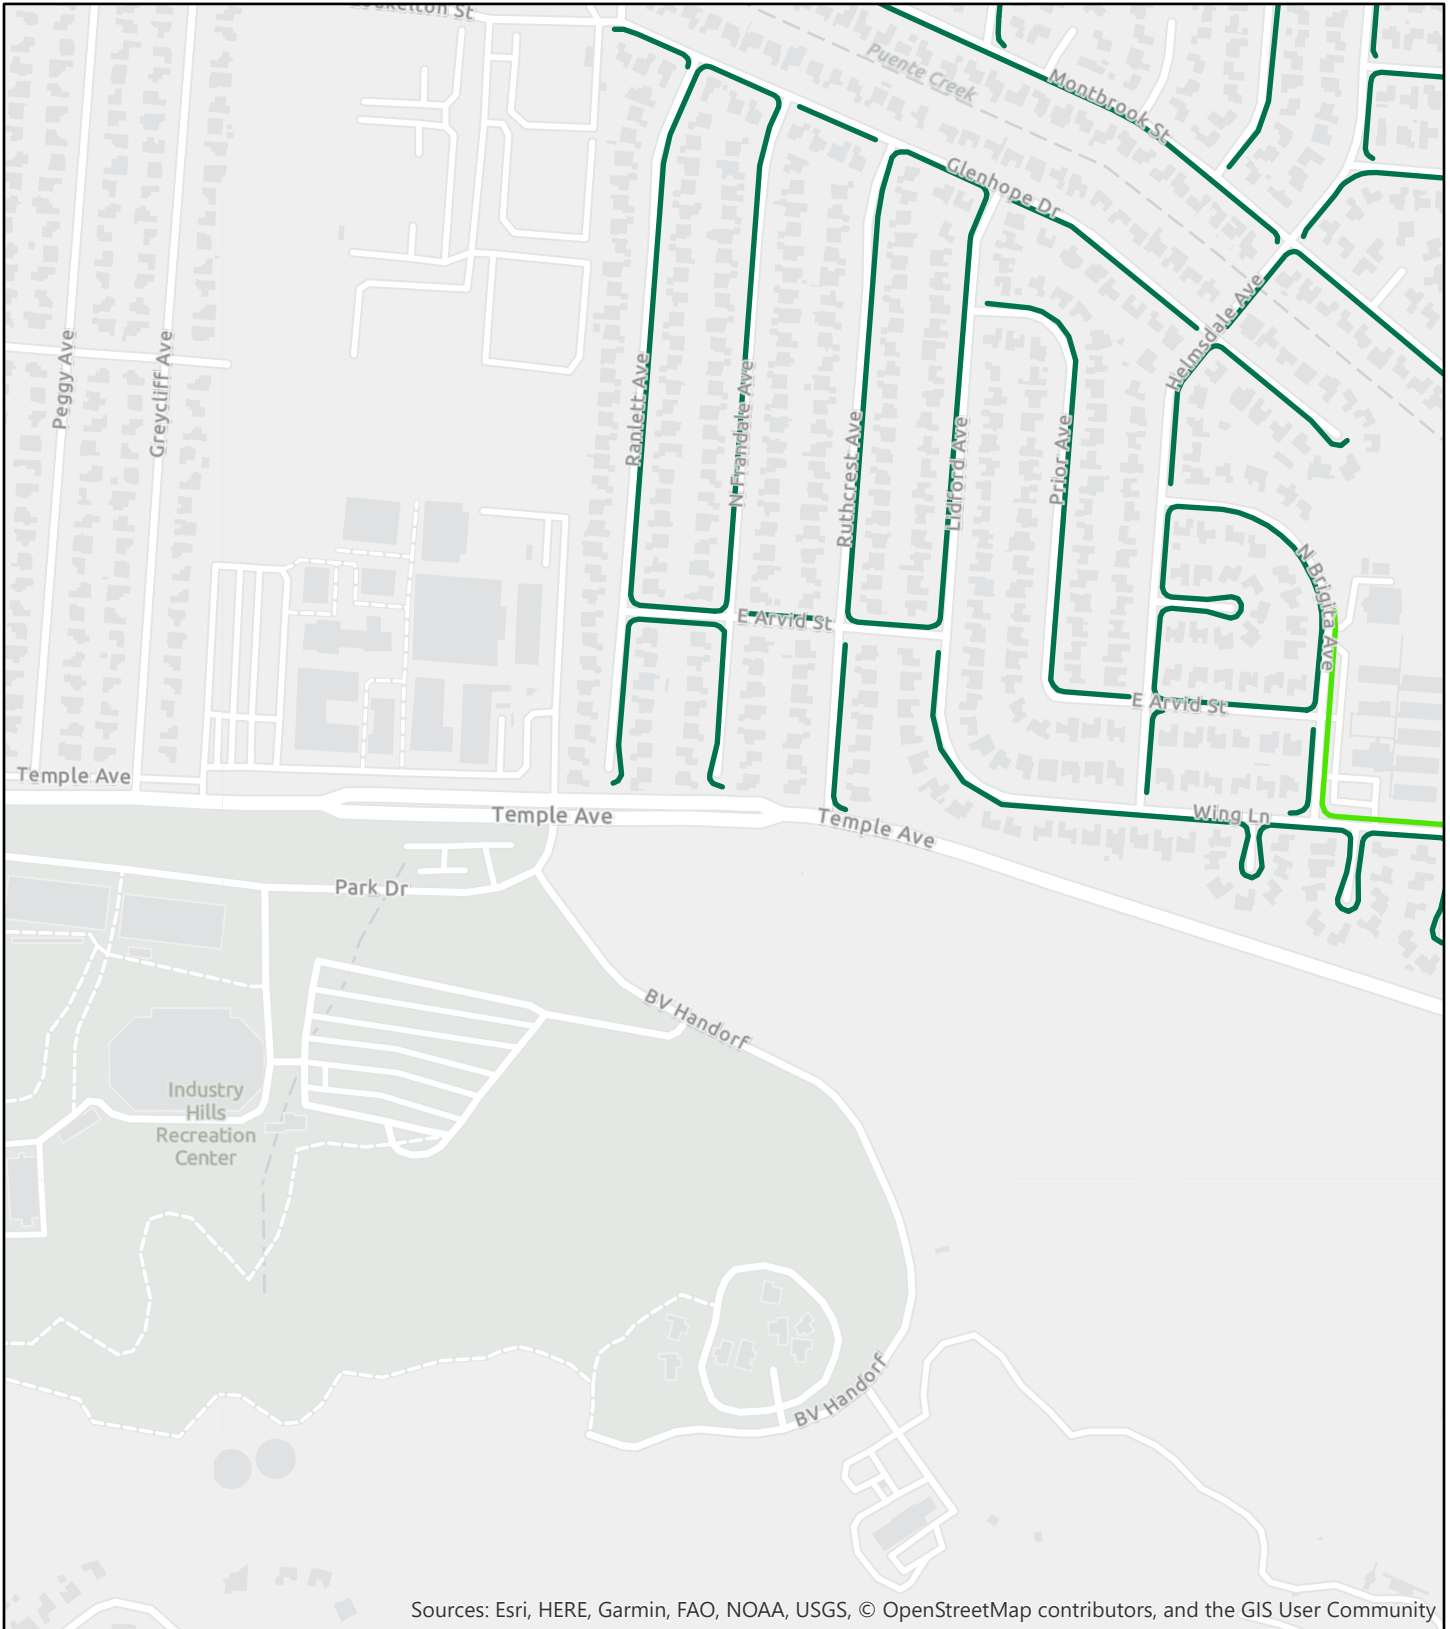 Puente Creek
Montbrook St
Glenhope Dr
Helmsdale Ave
Peggy Ave
Greycliff Ave
Ranlett Ave
N Frandale Ave
Ruthcrest Ave
Lidford Ave
Prior Ave
N Brigita Ave
E Arvid St
E Arvid St
Temple Ave
Temple Ave
Temple Ave
Wing Ln
Park Dr
BV Handorf
Industry
Hills
Recreation
Center
BV Handorf
Sources: Esri, HERE, Garmin, FAO, NOAA, USGS, © OpenStreetMap contributors, and the GIS User Community